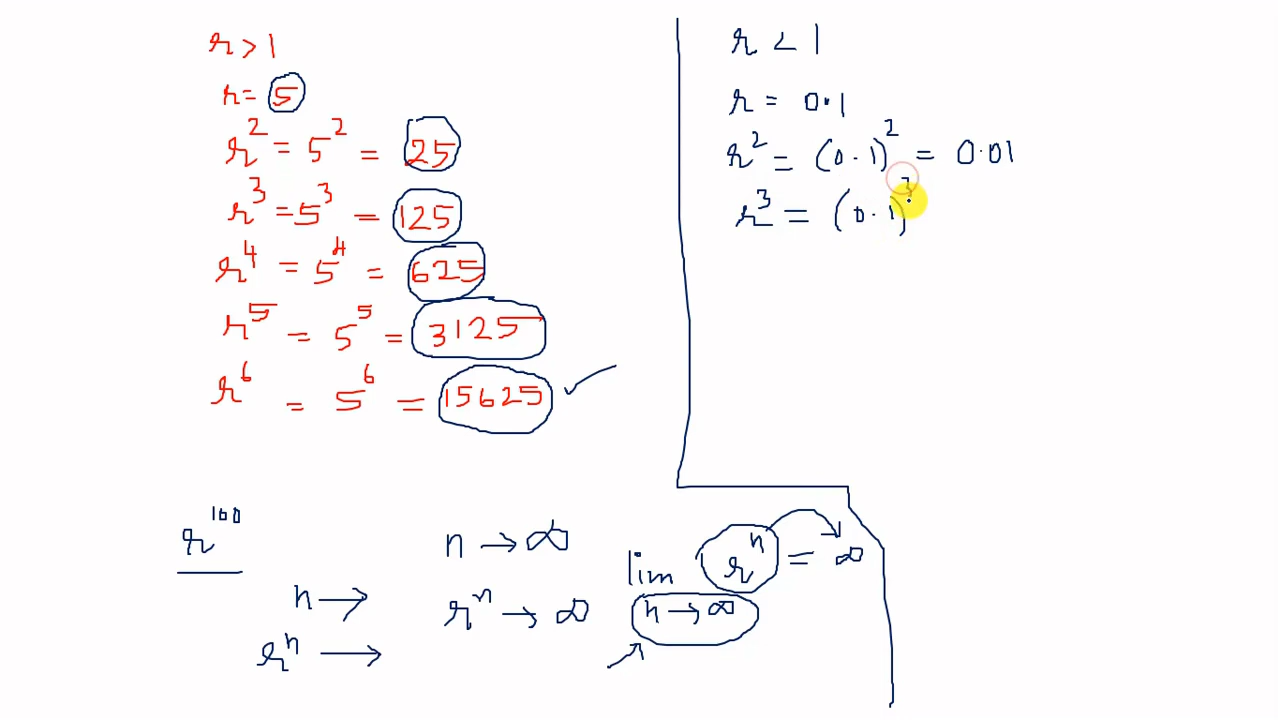 r > 1
r = 5
r² = 5² = 25
r³ = 5³ = 125
r⁴ = 5⁴ = 625
r⁵ = 5⁵ = 3125
r⁶ = 5⁶ = 15625 ✓
r¹⁰⁰
n →
rⁿ →
n → ∞
rⁿ → ∞
lim rⁿ = ∞
n → ∞
r < 1
r = 0·1
r² = (0·1)² = 0·01
r³ = (0·1)³